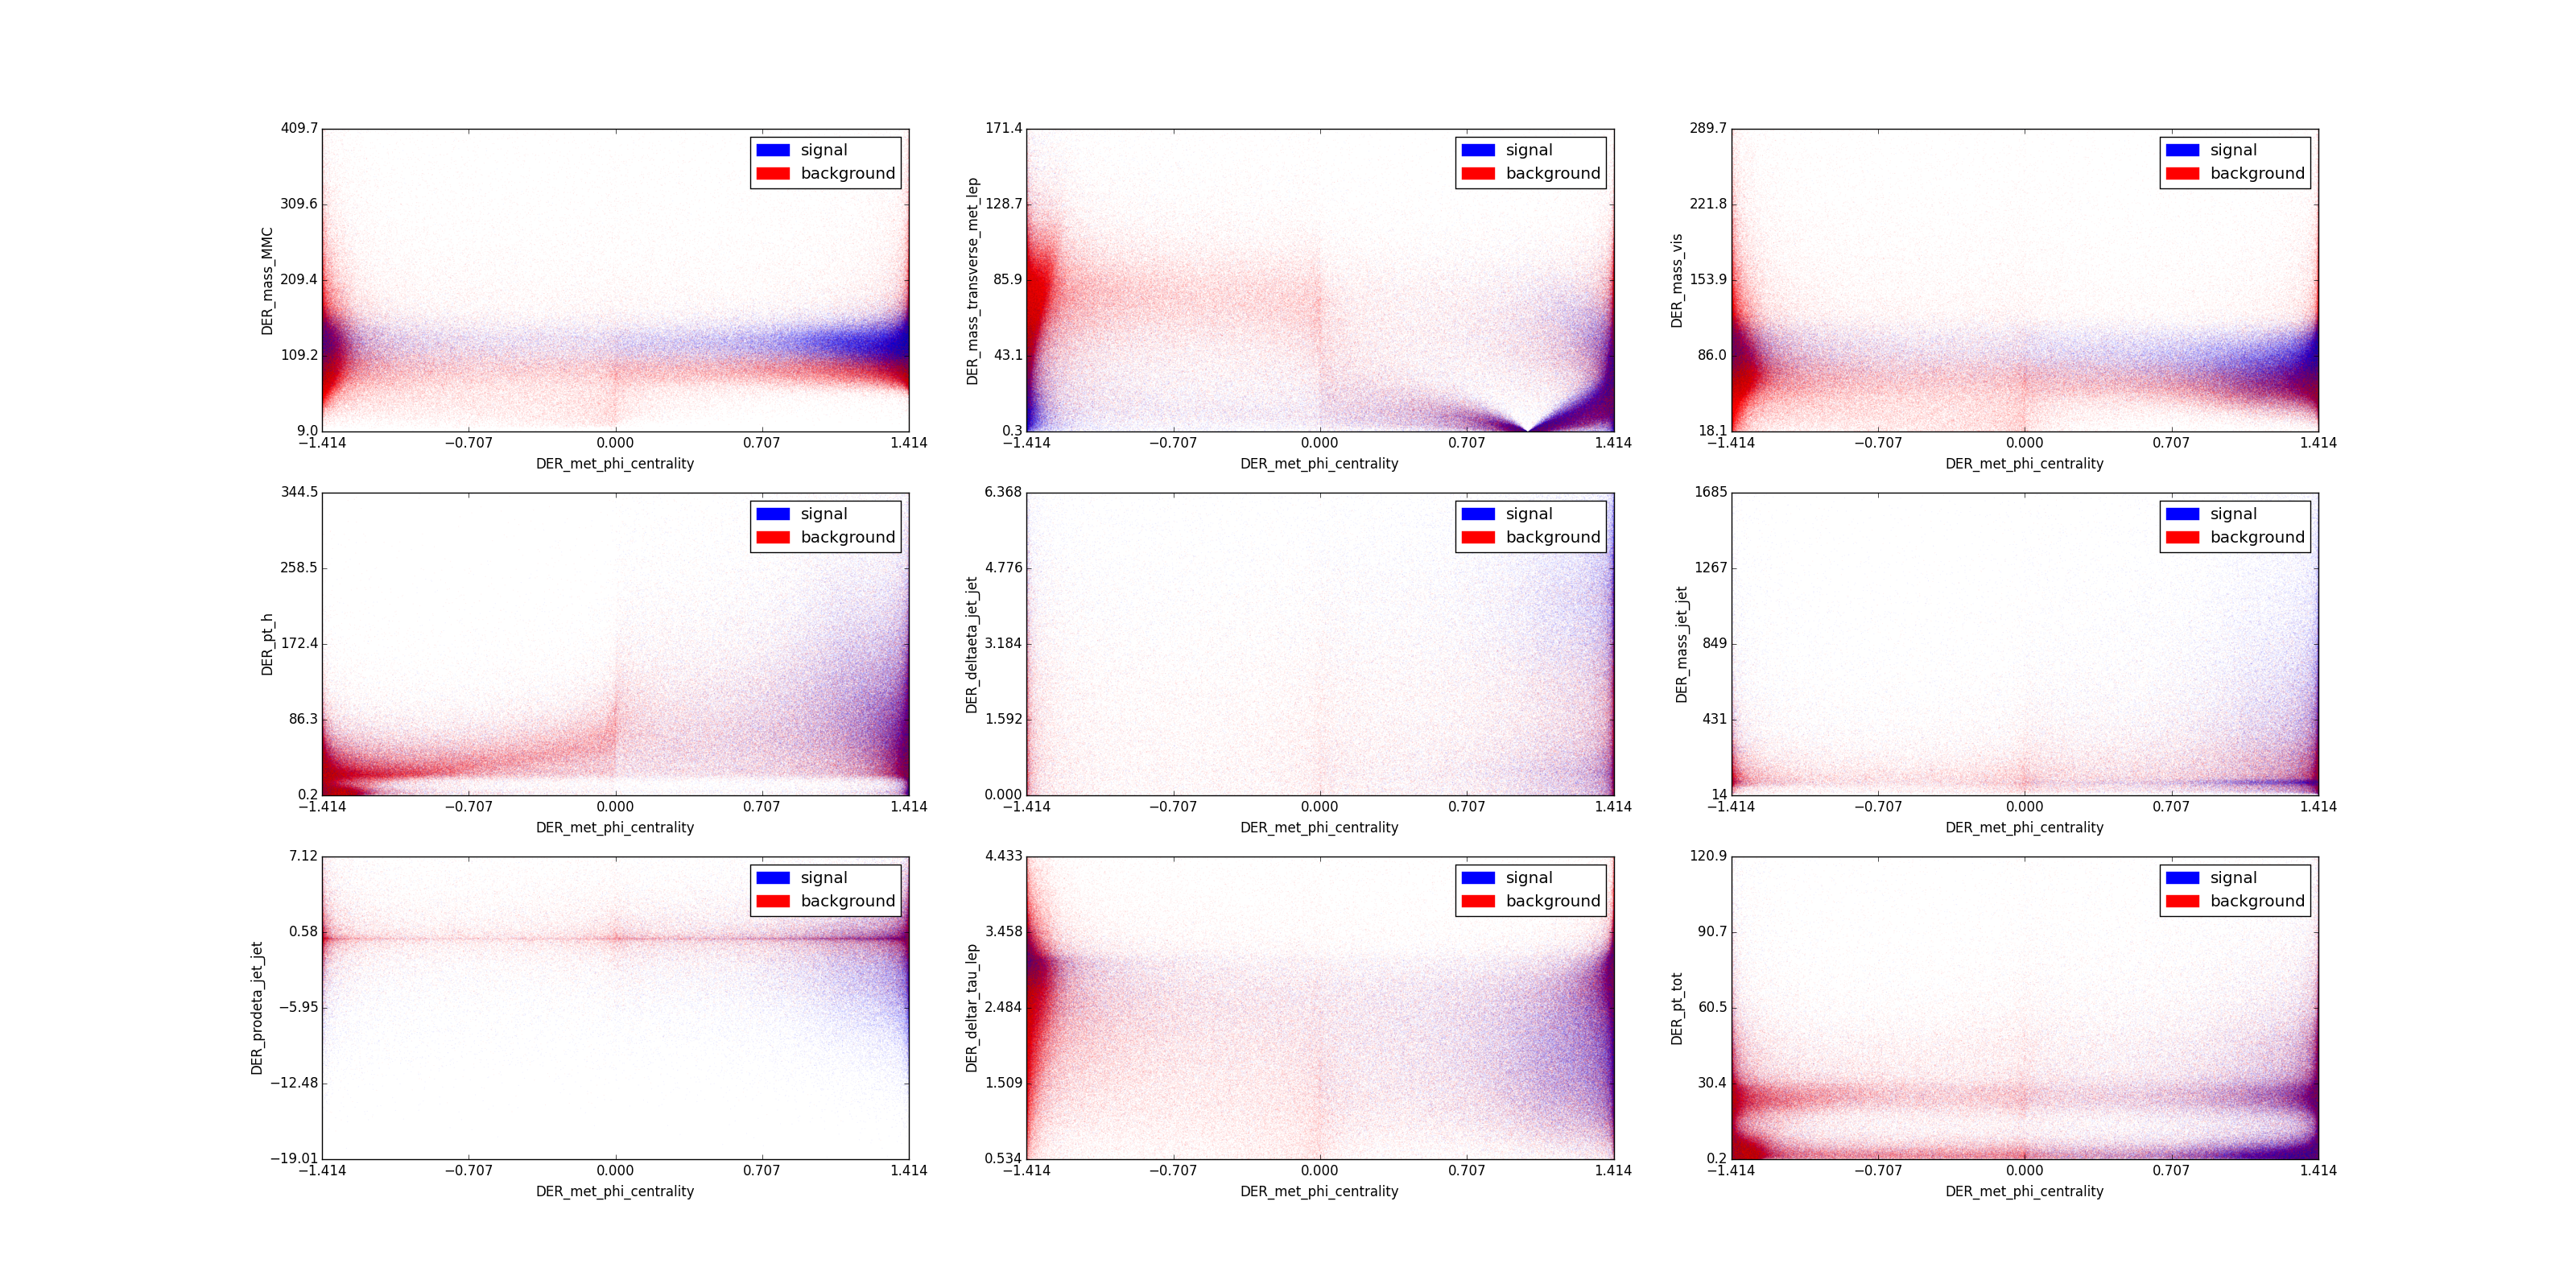 409.7
309.6
209.4
109.2
9.0
DER_mass_MMC
signal
background
−1.414 −0.707 0.000 0.707 1.414
DER_met_phi_centrality
171.4
128.7
85.9
43.1
0.3
DER_mass_transverse_met_lep
signal
background
−1.414 −0.707 0.000 0.707 1.414
DER_met_phi_centrality
289.7
221.8
153.9
86.0
18.1
DER_mass_vis
signal
background
−1.414 −0.707 0.000 0.707 1.414
DER_met_phi_centrality
344.5
258.5
172.4
86.3
0.2
DER_pt_h
signal
background
−1.414 −0.707 0.000 0.707 1.414
DER_met_phi_centrality
6.368
4.776
3.184
1.592
0.000
DER_deltaeta_jet_jet
signal
background
−1.414 −0.707 0.000 0.707 1.414
DER_met_phi_centrality
1685
1267
849
431
14
DER_mass_jet_jet
signal
background
−1.414 −0.707 0.000 0.707 1.414
DER_met_phi_centrality
7.12
0.58
−5.95
−12.48
−19.01
DER_prodeta_jet_jet
signal
background
−1.414 −0.707 0.000 0.707 1.414
DER_met_phi_centrality
4.433
3.458
2.484
1.509
0.534
DER_deltar_tau_lep
signal
background
−1.414 −0.707 0.000 0.707 1.414
DER_met_phi_centrality
120.9
90.7
60.5
30.4
0.2
DER_pt_tot
signal
background
−1.414 −0.707 0.000 0.707 1.414
DER_met_phi_centrality